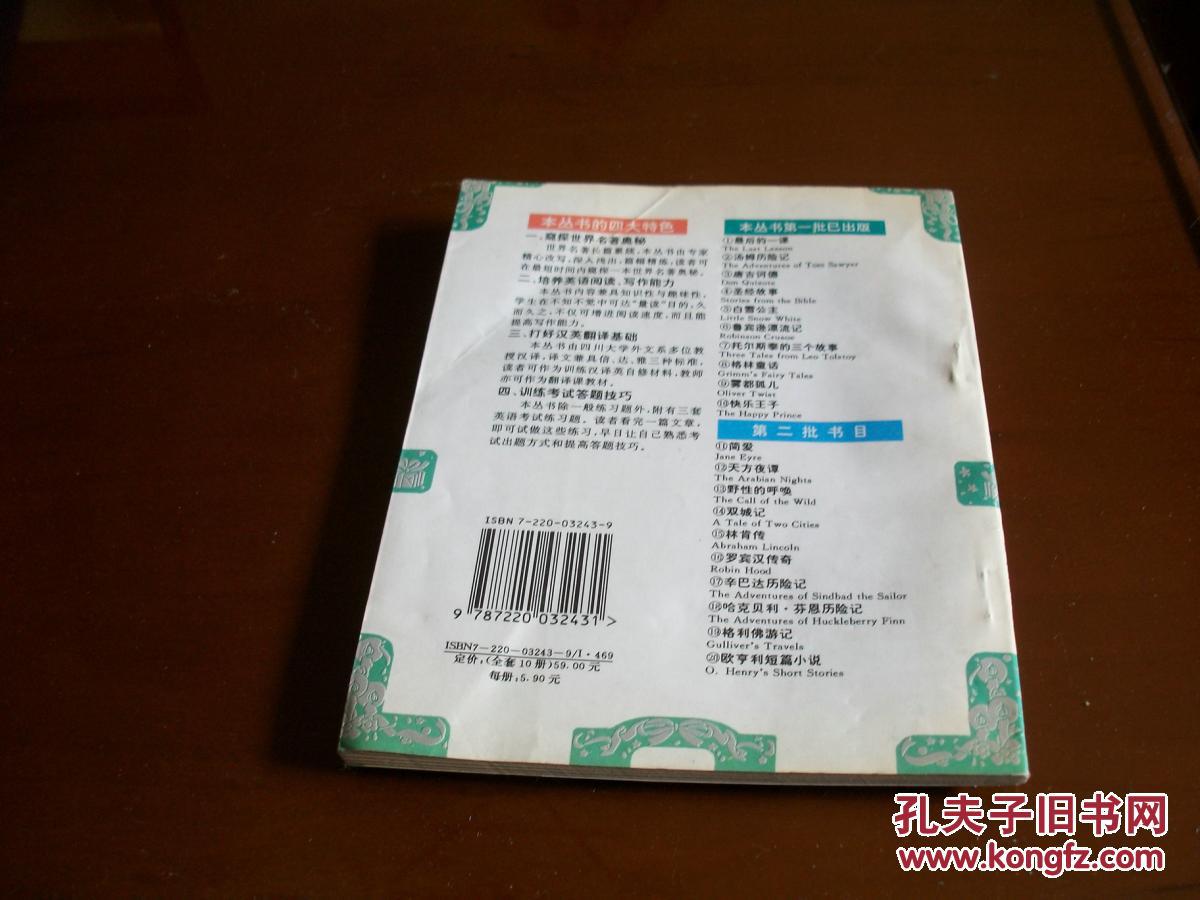 本丛书的四大特色
一、窥探世界名著奥秘
世界名著长篇累牍,本丛书由专家
精心改写,深入浅出,篇幅精炼,读者可
在最短时间内窥探一本世界名著奥秘。
二、培养英语阅读、写作能力
本丛书内容兼具知识性与趣味性,
学生在不知不觉中可达“量读”目的,久
而久之,不仅可增进阅读速度,而且能
提高写作能力。
三、打好汉英翻译基础
本丛书由四川大学外文系多位教
授汉译,译文兼具信、达、雅三种标准,
读者可作为训练汉译英自修材料,教师
亦可作为翻译课教材。
四、训练考试答题技巧
本丛书除一般练习题外,附有三套
英语考试练习题。读者看完一篇文章,
即可试做这些练习,早日让自己熟悉考
试出题方式和提高答题技巧。
ISBN 7-220-03243-9
9 787220 032431 >
ISBN7-220-03243-9/I·469
定价:(全套10册)59.00元
每册:5.90元
本丛书第一批已出版
①最后的一课
The Last Lesson
②汤姆历险记
The Adventures of Tom Sawyer
③唐吉诃德
Don Quixote
④圣经故事
Stories from the Bible
⑤白雪公主
Little Snow White
⑥鲁宾逊漂流记
Robinson Crusoe
⑦托尔斯泰的三个故事
Three Tales from Leo Tolstoy
⑧格林童话
Grimm's Fairy Tales
⑨雾都孤儿
Oliver Twist
⑩快乐王子
The Happy Prince
第二批书目
⑪简爱
Jane Eyre
⑫天方夜谭
The Arabian Nights
⑬野性的呼唤
The Call of the Wild
⑭双城记
A Tale of Two Cities
⑮林肯传
Abraham Lincoln
⑯罗宾汉传奇
Robin Hood
⑰辛巴达历险记
The Adventures of Sindbad the Sailor
⑱哈克贝利·芬恩历险记
The Adventures of Huckleberry Finn
⑲格利佛游记
Gulliver's Travels
⑳欧亨利短篇小说
O. Henry's Short Stories
孔夫子旧书网
www.kongfz.com